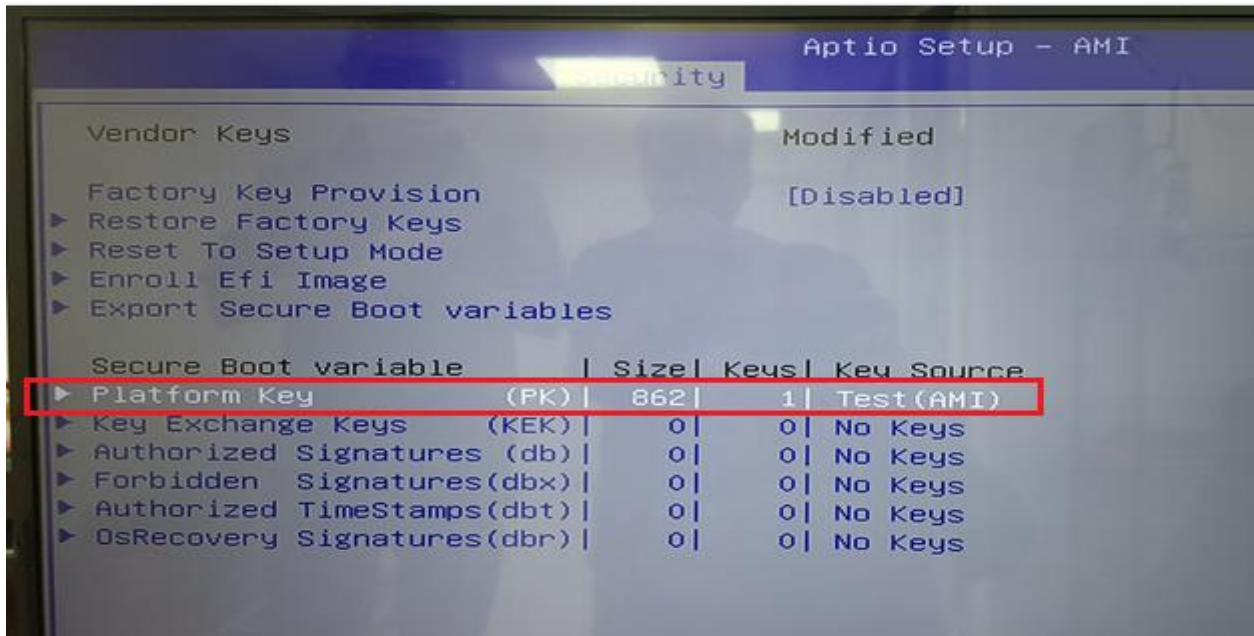 Aptio Setup - AMI
Security
Vendor Keys Modified
Factory Key Provision [Disabled]
▶ Restore Factory Keys
▶ Reset To Setup Mode
▶ Enroll Efi Image
▶ Export Secure Boot variables
Secure Boot variable | Size| Keys| Key Source
▶ Platform Key (PK)| 862| 1| Test(AMI)
▶ Key Exchange Keys (KEK)| 0| 0| No Keys
▶ Authorized Signatures (db)| 0| 0| No Keys
▶ Forbidden Signatures(dbx)| 0| 0| No Keys
▶ Authorized TimeStamps(dbt)| 0| 0| No Keys
▶ OsRecovery Signatures(dbr)| 0| 0| No Keys